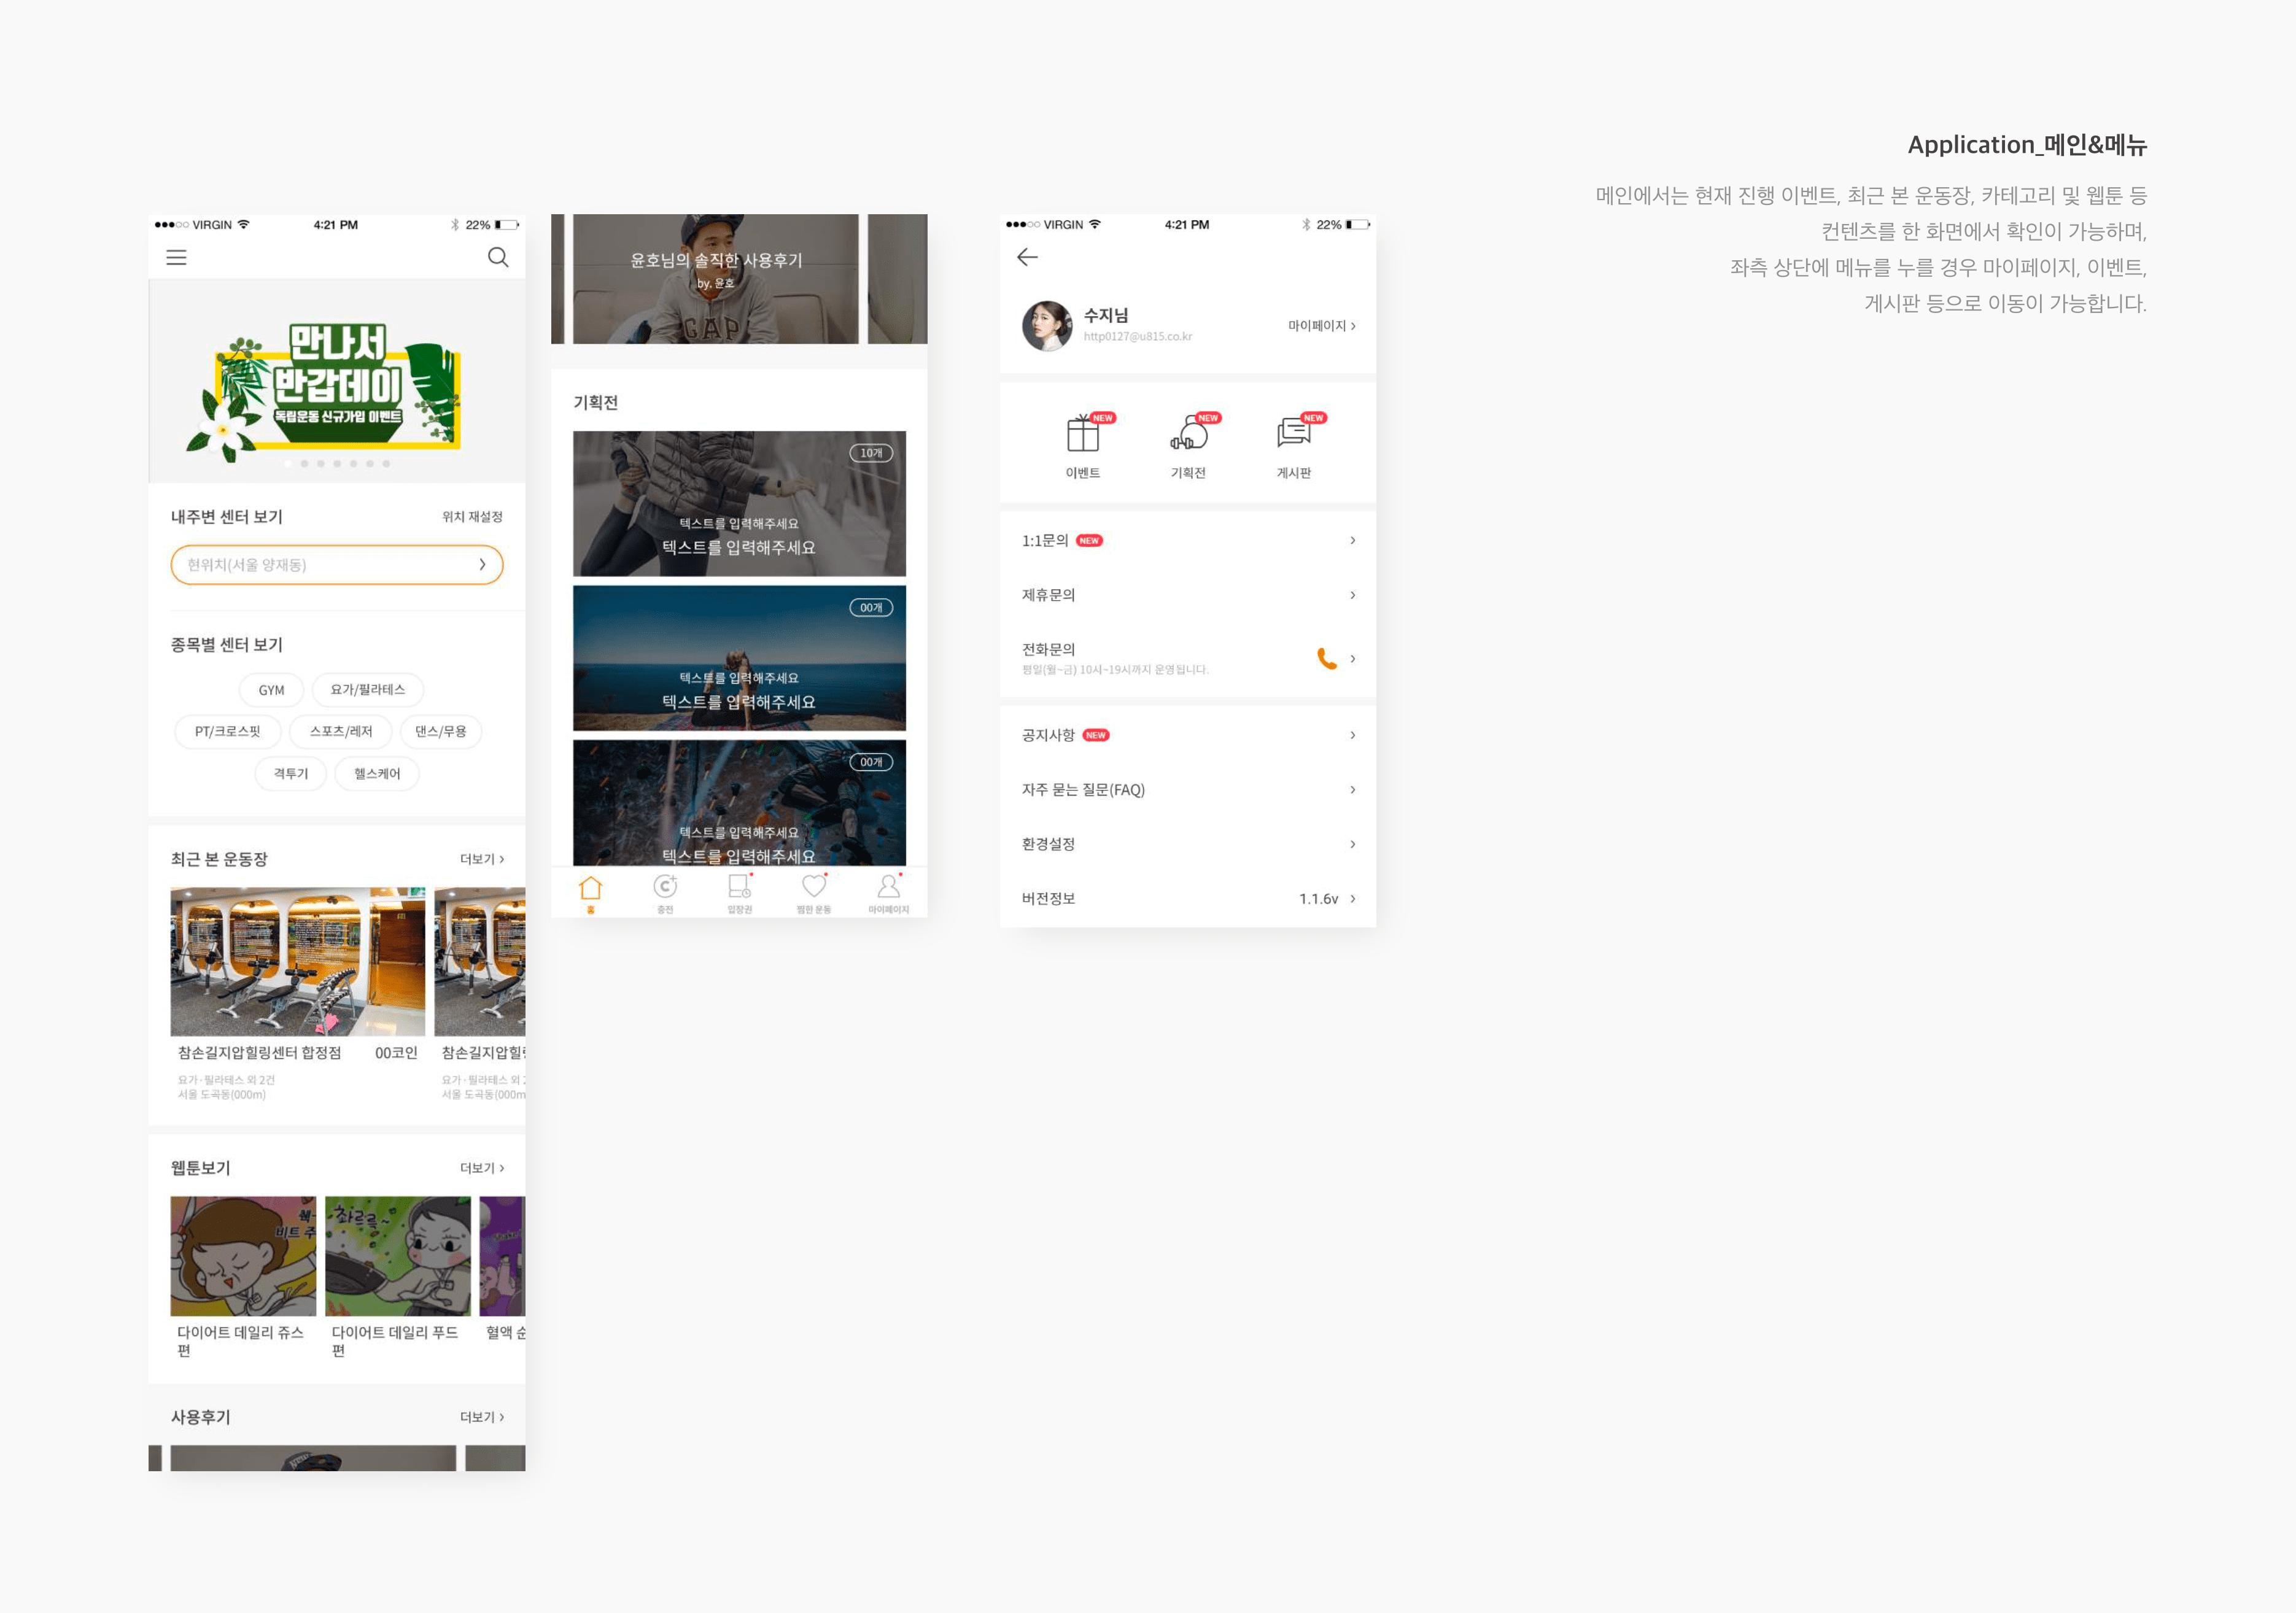 Application_메인&메뉴
메인에서는 현재 진행 이벤트, 최근 본 운동장, 카테고리 및 웹툰 등
컨텐츠를 한 화면에서 확인이 가능하며,
좌측 상단에 메뉴를 누를 경우 마이페이지, 이벤트,
게시판 등으로 이동이 가능합니다.
VIRGIN 4:21 PM 22%
만나서
반갑데이
독립운동 신규가입 이벤트
내주변 센터 보기 위치 재설정
현위치(서울 양재동)
종목별 센터 보기
GYM 요가/필라테스
PT/크로스핏 스포츠/레저 댄스/무용
격투기 헬스케어
최근 본 운동장 더보기
참손길지압힐링센터 합정점 00코인 참손길지압힐
요가·필라테스 외 2건 요가·필라테스 외
서울 도곡동(000m) 서울 도곡동(000m
웹툰보기 더보기
비트 주
촤르르~
다이어트 데일리 쥬스 다이어트 데일리 푸드 혈액 순
편 편
사용후기 더보기
윤호님의 솔직한 사용후기
by. 윤호
GAP
기획전
10개
텍스트를 입력해주세요
텍스트를 입력해주세요
00개
텍스트를 입력해주세요
텍스트를 입력해주세요
00개
텍스트를 입력해주세요
텍스트를 입력해주세요
홈 충전 입장권 찜한 운동 마이페이지
VIRGIN 4:21 PM 22%
수지님
http0127@u815.co.kr
마이페이지
NEW NEW NEW
이벤트 기획전 게시판
1:1문의 NEW
제휴문의
전화문의
평일(월~금) 10시~19시까지 운영됩니다.
공지사항 NEW
자주 묻는 질문(FAQ)
환경설정
버전정보 1.1.6v